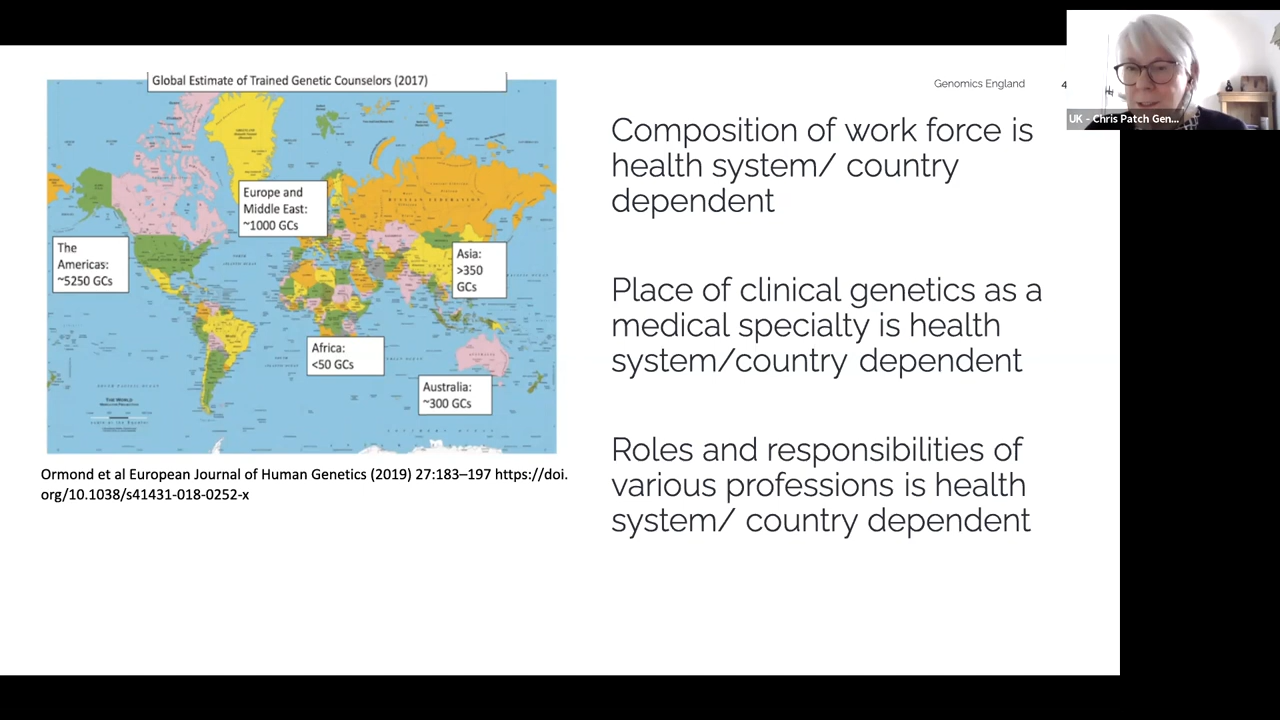 Global Estimate of Trained Genetic Counselors (2017)
Genomics England
4
UK - Chris Patch Gen...
Composition of work force is
health system/ country
dependent
Place of clinical genetics as a
medical specialty is health
system/country dependent
Roles and responsibilities of
various professions is health
system/ country dependent
Europe and
Middle East:
~1000 GCs
The
Americas:
~5250 GCs
Asia:
>350
GCs
Africa:
<50 GCs
Australia:
~300 GCs
RUSSIAN FEDERATION
THE WORLD
Ormond et al European Journal of Human Genetics (2019) 27:183–197 https://doi.
org/10.1038/s41431-018-0252-x